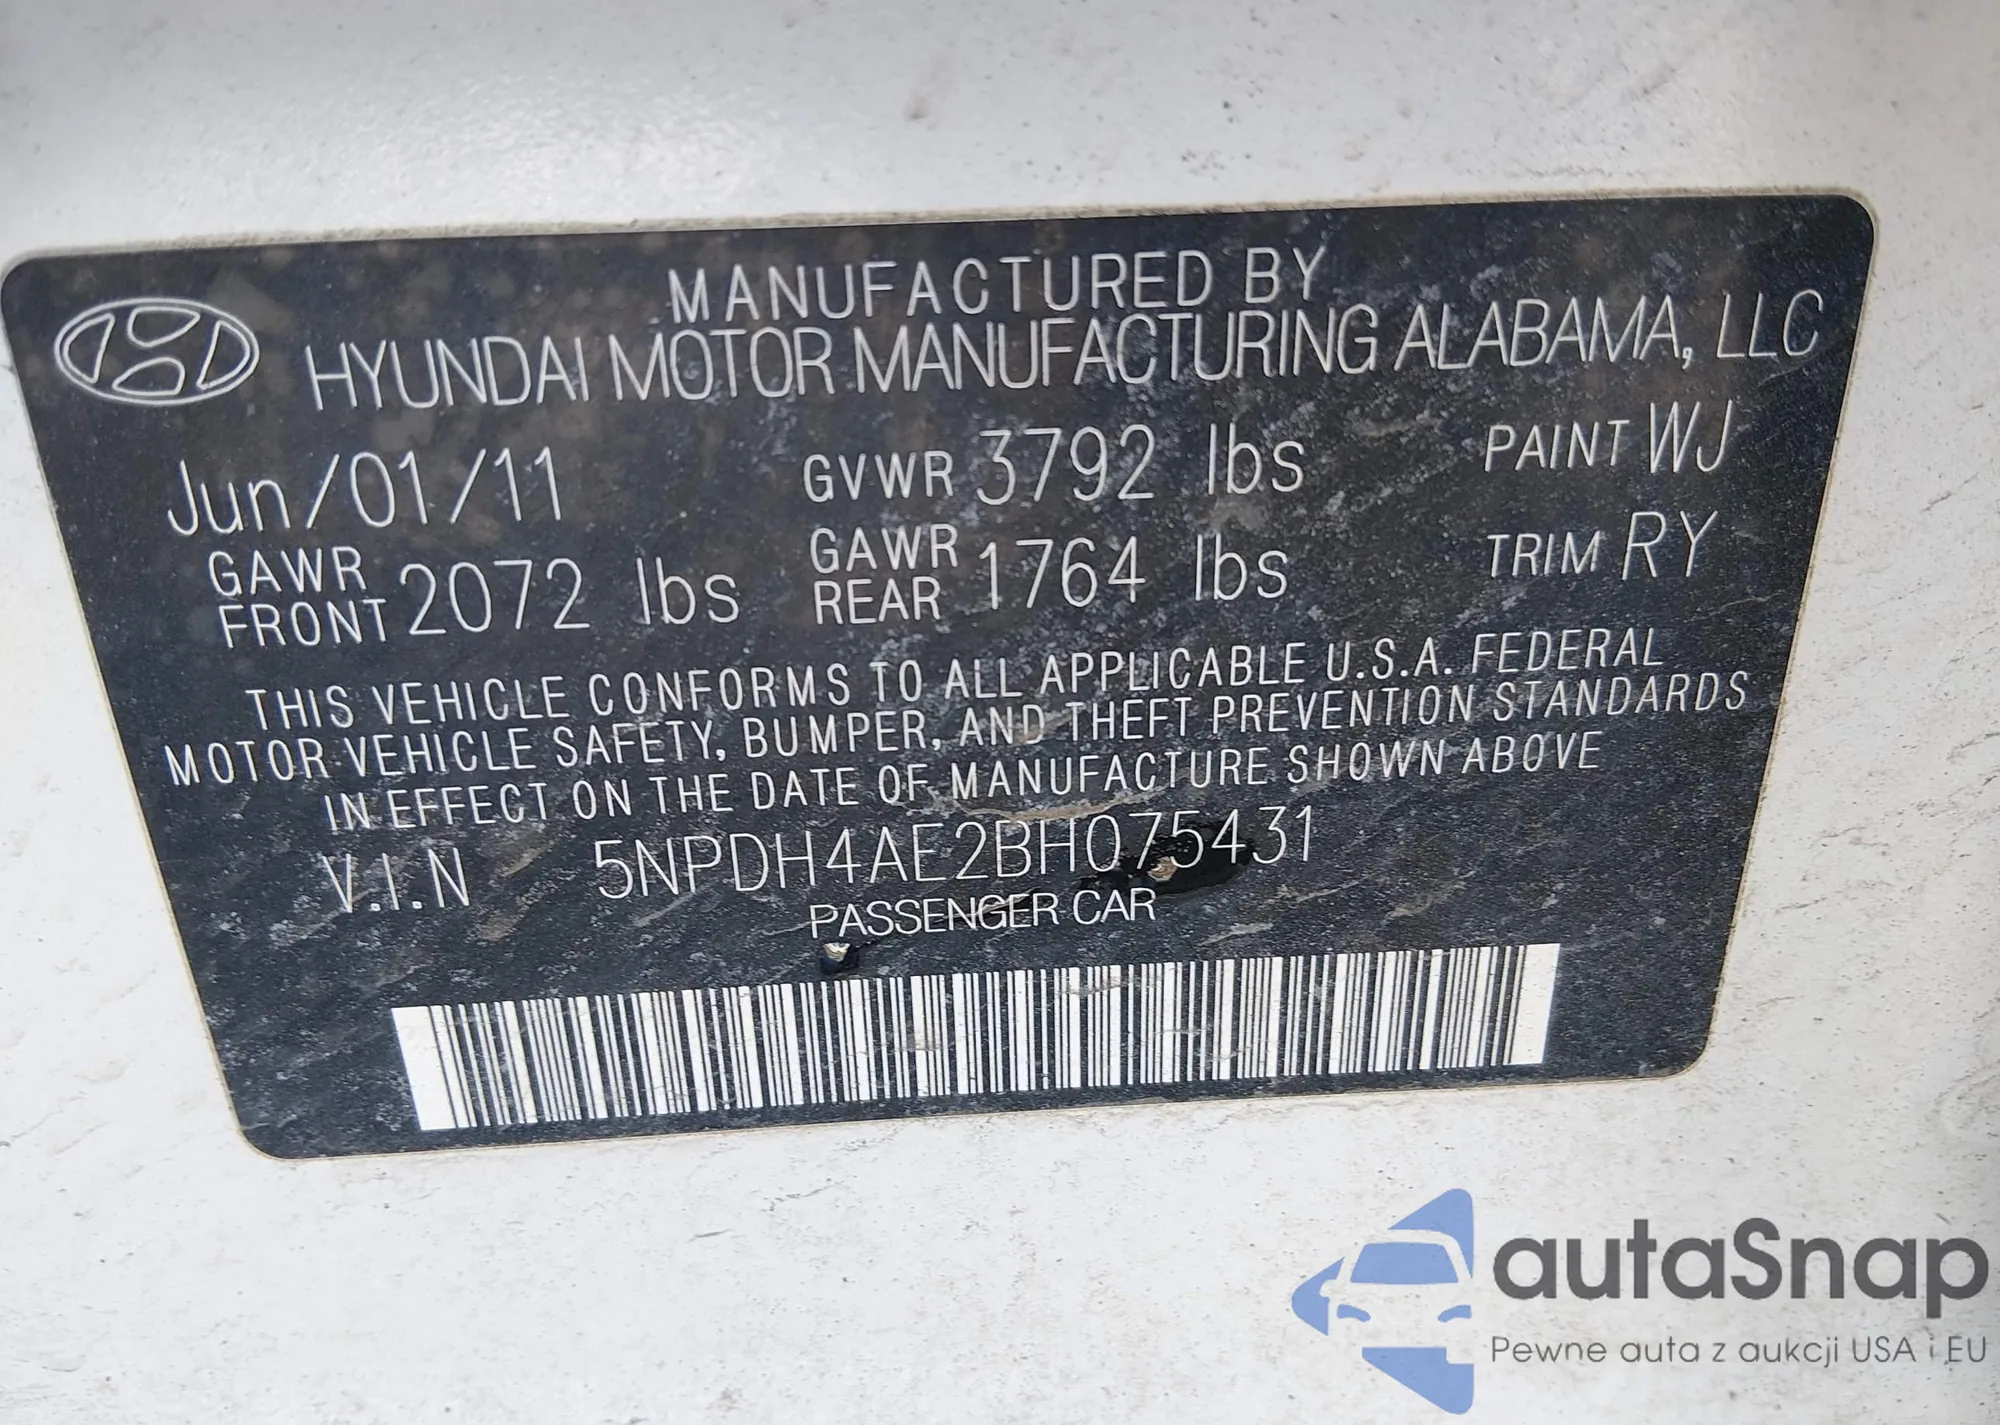 MANUFACTURED BY
HYUNDAI MOTOR MANUFACTURING ALABAMA, LLC
Jun/01/11 GVWR 3792 lbs PAINT WJ
GAWR FRONT 2072 lbs GAWR REAR 1764 lbs TRIM RY
THIS VEHICLE CONFORMS TO ALL APPLICABLE U.S.A. FEDERAL
MOTOR VEHICLE SAFETY, BUMPER, AND THEFT PREVENTION STANDARDS
IN EFFECT ON THE DATE OF MANUFACTURE SHOWN ABOVE
V.I.N 5NPDH4AE2BH075431
PASSENGER CAR
autaSnap
Pewne auta z aukcji USA i EU